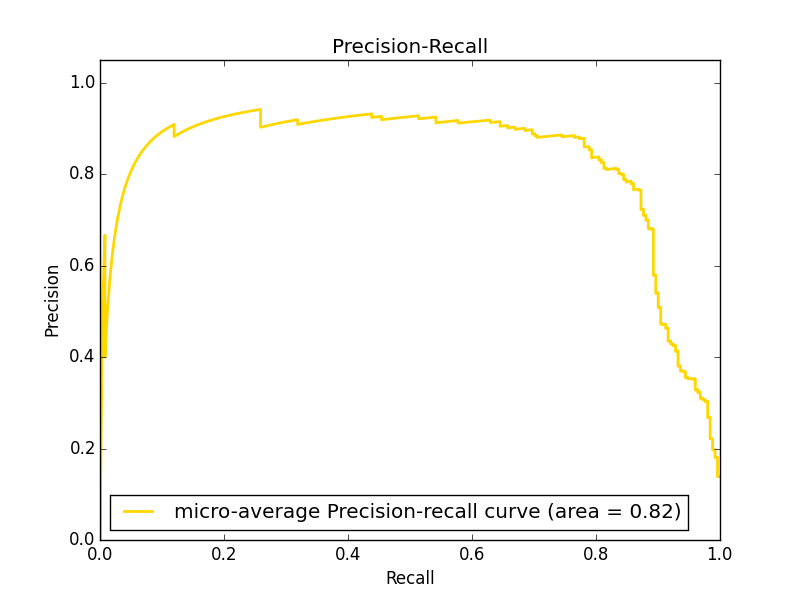 Precision-Recall
1.0
0.8
0.6
Precision
0.4
0.2
micro-average Precision-recall curve (area = 0.82)
0.0
0.0 0.2 0.4 0.6 0.8 1.0
Recall